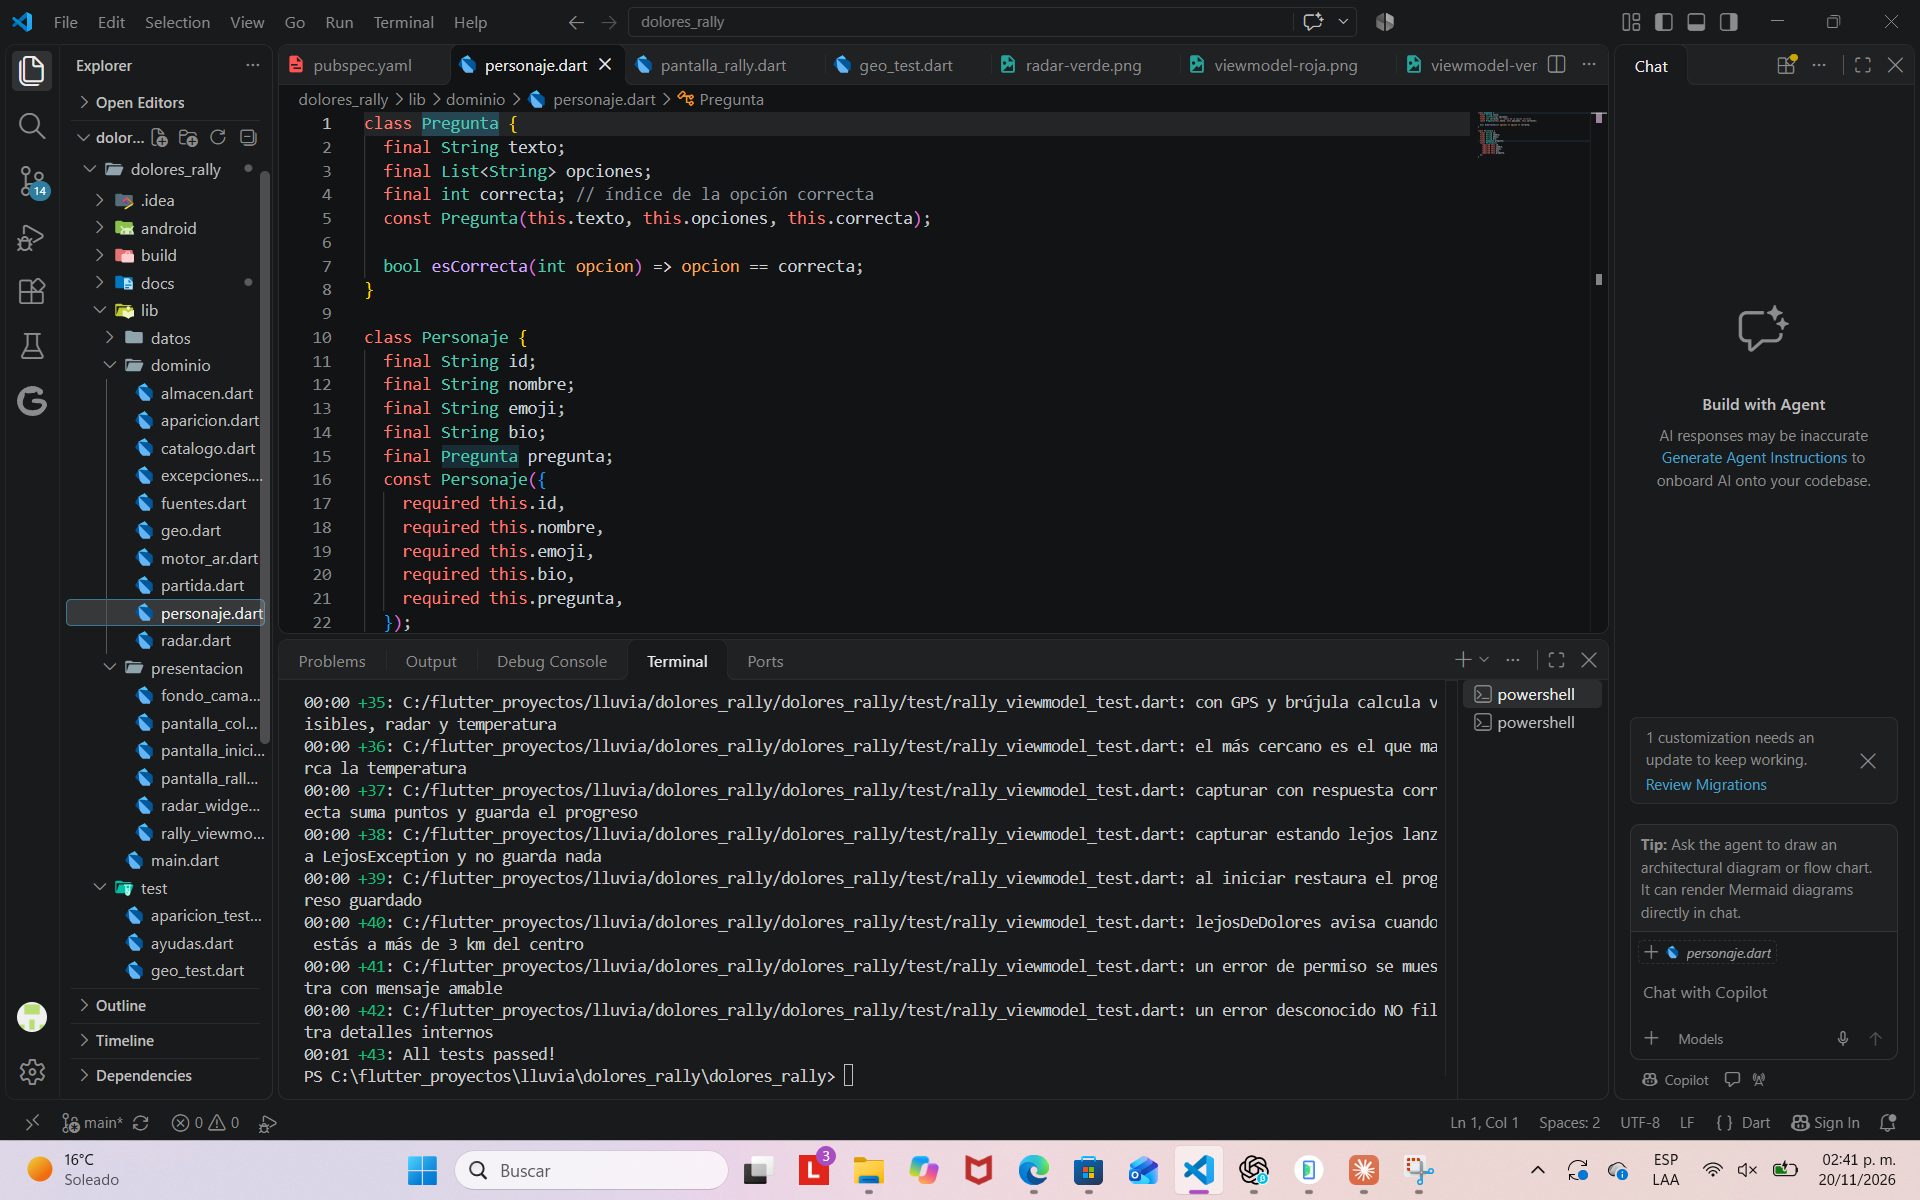 File Edit Selection View Go Run Terminal Help
dolores_rally
Explorer
Open Editors
dolor...
dolores_rally
.idea
android
build
docs
lib
datos
dominio
almacen.dart
aparicion.dart
catalogo.dart
excepciones....
fuentes.dart
geo.dart
motor_ar.dart
partida.dart
personaje.dart
radar.dart
presentacion
fondo_cama...
pantalla_col...
pantalla_inici...
pantalla_rall...
radar_widge...
rally_viewmo...
main.dart
test
aparicion_test...
ayudas.dart
geo_test.dart
Outline
Timeline
Dependencies
14
pubspec.yaml personaje.dart pantalla_rally.dart geo_test.dart radar-verde.png viewmodel-roja.png viewmodel-ver
dolores_rally > lib > dominio > personaje.dart > Pregunta
1 class Pregunta {
2 final String texto;
3 final List<String> opciones;
4 final int correcta; // índice de la opción correcta
5 const Pregunta(this.texto, this.opciones, this.correcta);
6
7 bool esCorrecta(int opcion) => opcion == correcta;
8 }
9
10 class Personaje {
11 final String id;
12 final String nombre;
13 final String emoji;
14 final String bio;
15 final Pregunta pregunta;
16 const Personaje({
17 required this.id,
18 required this.nombre,
19 required this.emoji,
20 required this.bio,
21 required this.pregunta,
22 });
Problems Output Debug Console Terminal Ports
00:00 +35: C:/flutter_proyectos/lluvia/dolores_rally/dolores_rally/test/rally_viewmodel_test.dart: con GPS y brújula calcula v
isibles, radar y temperatura
00:00 +36: C:/flutter_proyectos/lluvia/dolores_rally/dolores_rally/test/rally_viewmodel_test.dart: el más cercano es el que ma
rca la temperatura
00:00 +37: C:/flutter_proyectos/lluvia/dolores_rally/dolores_rally/test/rally_viewmodel_test.dart: capturar con respuesta corr
ecta suma puntos y guarda el progreso
00:00 +38: C:/flutter_proyectos/lluvia/dolores_rally/dolores_rally/test/rally_viewmodel_test.dart: capturar estando lejos lanz
a LejosException y no guarda nada
00:00 +39: C:/flutter_proyectos/lluvia/dolores_rally/dolores_rally/test/rally_viewmodel_test.dart: al iniciar restaura el prog
reso guardado
00:00 +40: C:/flutter_proyectos/lluvia/dolores_rally/dolores_rally/test/rally_viewmodel_test.dart: lejosDeDolores avisa cuando
estás a más de 3 km del centro
00:00 +41: C:/flutter_proyectos/lluvia/dolores_rally/dolores_rally/test/rally_viewmodel_test.dart: un error de permiso se mues
tra con mensaje amable
00:00 +42: C:/flutter_proyectos/lluvia/dolores_rally/dolores_rally/test/rally_viewmodel_test.dart: un error desconocido NO fil
tra detalles internos
00:01 +43: All tests passed!
PS C:\flutter_proyectos\lluvia\dolores_rally\dolores_rally>
powershell
powershell
Chat
Build with Agent
AI responses may be inaccurate
Generate Agent Instructions to
onboard AI onto your codebase.
1 customization needs an
update to keep working.
Review Migrations
Tip: Ask the agent to draw an
architectural diagram or flow chart.
It can render Mermaid diagrams
directly in chat.
personaje.dart
Chat with Copilot
Models
Copilot
main* 0 0
Ln 1, Col 1 Spaces: 2 UTF-8 LF { } Dart Sign In
16°C
Soleado
Buscar
L 3
ESP
LAA
02:41 p. m.
20/11/2026